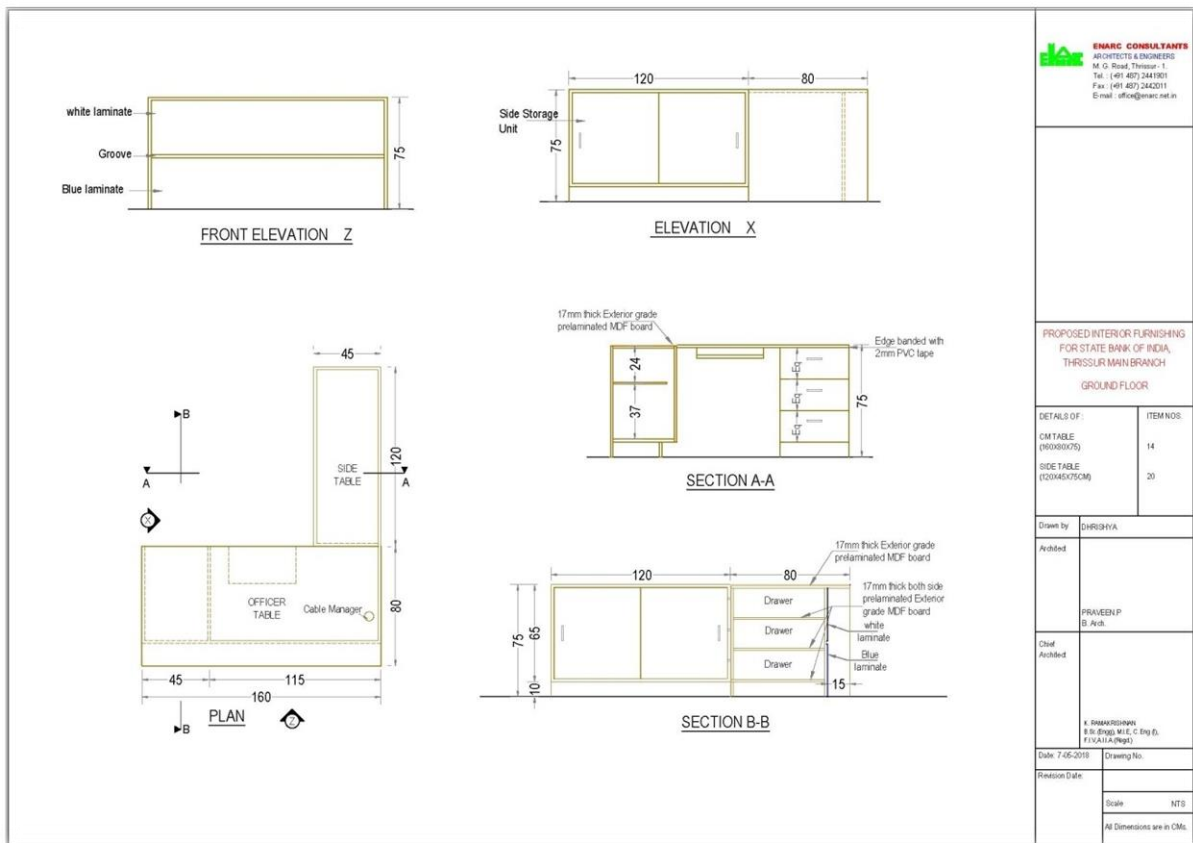 white laminate
Groove
Blue laminate
75
FRONT ELEVATION Z
120
80
Side Storage
Unit
75
ELEVATION X
45
B
A
A
120
SIDE
TABLE
X
OFFICER
TABLE
Cable Manager
80
45
115
160
PLAN
Z
B
17mm thick Exterior grade
prelaminated MDF board
Edge banded with
2mm PVC tape
24
37
Eq
Eq
Eq
75
SECTION A-A
17mm thick Exterior grade
prelaminated MDF board
120
80
17mm thick both side
prelaminated Exterior
grade MDF board
Drawer
Drawer
Drawer
white
laminate
Blue
laminate
75
65
10
15
SECTION B-B
ENARC CONSULTANTS
ARCHITECTS & ENGINEERS
M. G. Road, Thrissur - 1.
Tel. : (+91 487) 2441901
Fax : (+91 487) 2442011
E-mail : office@enarc.net.in
PROPOSED INTERIOR FURNISHING
FOR STATE BANK OF INDIA,
THRISSUR MAIN BRANCH
GROUND FLOOR
DETAILS OF :
ITEM NOS:
CM TABLE
(160X80X75)
14
SIDE TABLE
(120X45X75CM)
20
Drawn by
DHRISHYA
Architect
PRAVEEN.P
B. Arch.
Chief
Architect
K. RAMAKRISHNAN
B.Sc.(Engg), M.I.E, C. Eng (I),
F.I.V,A.I.I.A.(Regd.)
Date: 7-05-2018
Drawing No.
Revision Date:
Scale
NTS
All Dimensions are in CMs.